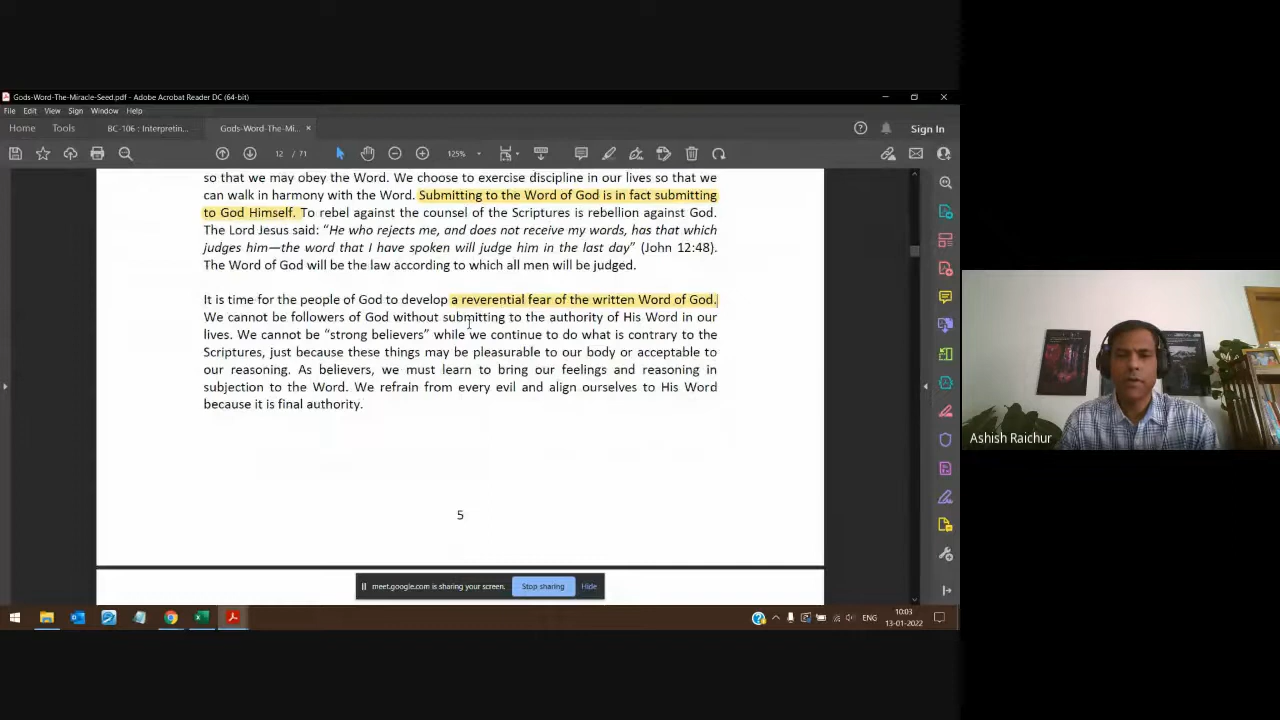 Gods-Word-The-Miracle-Seed.pdf - Adobe Acrobat Reader DC (64-bit)
File Edit View Sign Window Help
Home Tools BC-106 : Interpretin... Gods-Word-The-Mi... × Sign In
12 / 71 125%
so that we may obey the Word. We choose to exercise discipline in our lives so that we
can walk in harmony with the Word. Submitting to the Word of God is in fact submitting
to God Himself. To rebel against the counsel of the Scriptures is rebellion against God.
The Lord Jesus said: “He who rejects me, and does not receive my words, has that which
judges him—the word that I have spoken will judge him in the last day” (John 12:48).
The Word of God will be the law according to which all men will be judged.
It is time for the people of God to develop a reverential fear of the written Word of God.
We cannot be followers of God without submitting to the authority of His Word in our
lives. We cannot be “strong believers” while we continue to do what is contrary to the
Scriptures, just because these things may be pleasurable to our body or acceptable to
our reasoning. As believers, we must learn to bring our feelings and reasoning in
subjection to the Word. We refrain from every evil and align ourselves to His Word
because it is final authority.
5
meet.google.com is sharing your screen. Stop sharing Hide
ENG
10:03
13-01-2022
Ashish Raichur